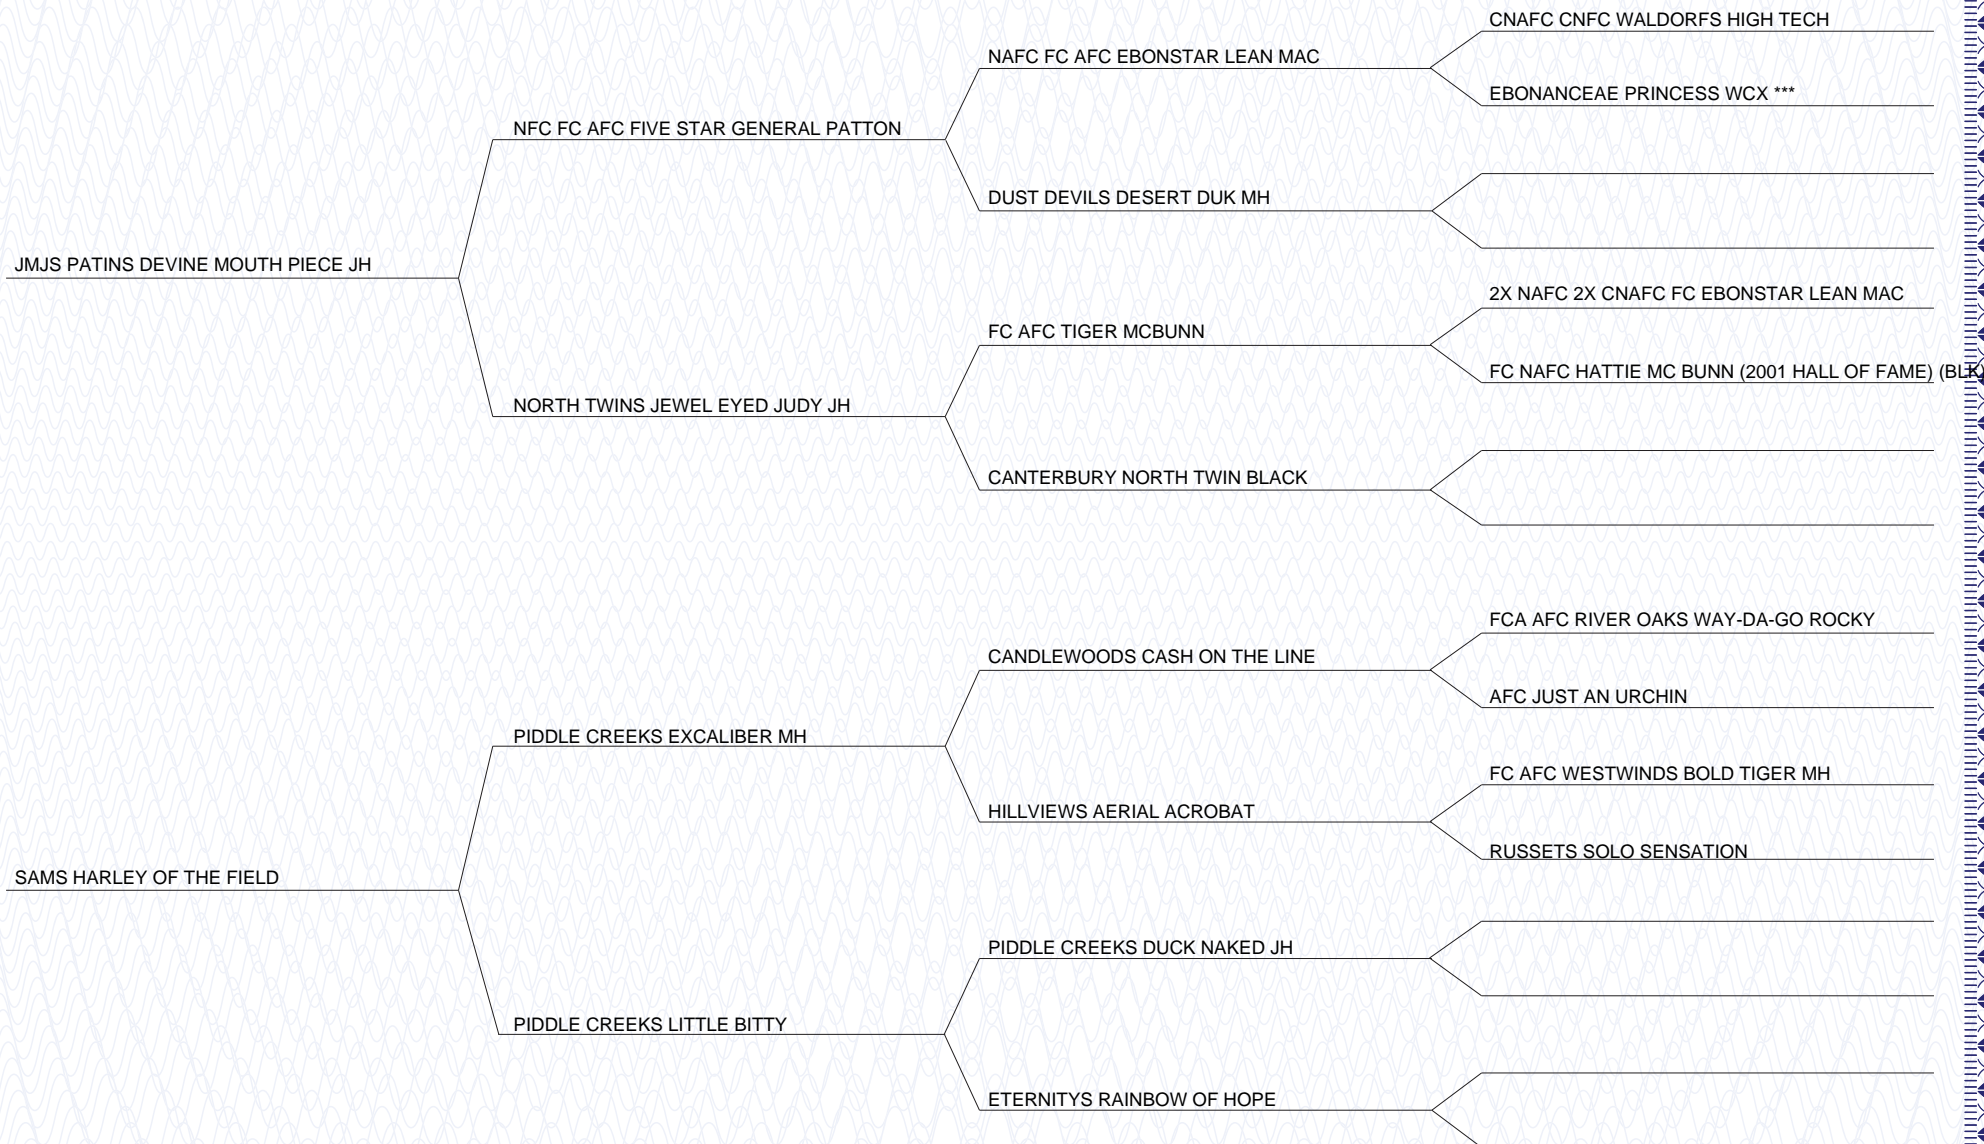 CNAFC CNFC WALDORFS HIGH TECH
NAFC FC AFC EBONSTAR LEAN MAC
EBONANCEAE PRINCESS WCX ***
NFC FC AFC FIVE STAR GENERAL PATTON
DUST DEVILS DESERT DUK MH
JMJS PATINS DEVINE MOUTH PIECE JH
2X NAFC 2X CNAFC FC EBONSTAR LEAN MAC
FC AFC TIGER MCBUNN
FC NAFC HATTIE MC BUNN (2001 HALL OF FAME) (BLK)
NORTH TWINS JEWEL EYED JUDY JH
CANTERBURY NORTH TWIN BLACK
FCA AFC RIVER OAKS WAY-DA-GO ROCKY
CANDLEWOODS CASH ON THE LINE
AFC JUST AN URCHIN
PIDDLE CREEKS EXCALIBER MH
FC AFC WESTWINDS BOLD TIGER MH
HILLVIEWS AERIAL ACROBAT
RUSSETS SOLO SENSATION
SAMS HARLEY OF THE FIELD
PIDDLE CREEKS DUCK NAKED JH
PIDDLE CREEKS LITTLE BITTY
ETERNITYS RAINBOW OF HOPE